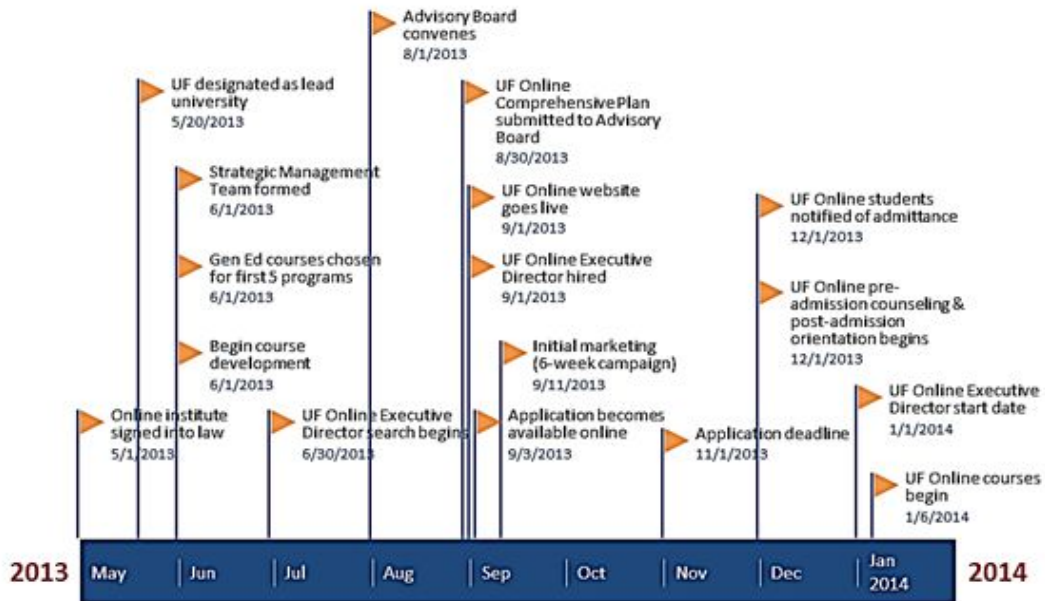 Advisory Board
convenes
8/1/2013
UF designated as lead
university
5/20/2013
UF Online
Comprehensive Plan
submitted to Advisory
Board
8/30/2013
Strategic Management
Team formed
6/1/2013
UF Online website
goes live
9/1/2013
UF Online students
notified of admittance
12/1/2013
Gen Ed courses chosen
for first 5 programs
6/1/2013
UF Online Executive
Director hired
9/1/2013
UF Online pre-
admission counseling &
post-admission
orientation begins
12/1/2013
Begin course
development
6/1/2013
Initial marketing
(6-week campaign)
9/11/2013
UF Online Executive
Director start date
1/1/2014
Online institute
signed into law
5/1/2013
UF Online Executive
Director search begins
6/30/2013
Application becomes
available online
9/3/2013
Application deadline
11/1/2013
UF Online courses
begin
1/6/2014
2013 May Jun Jul Aug Sep Oct Nov Dec Jan 2014 2014